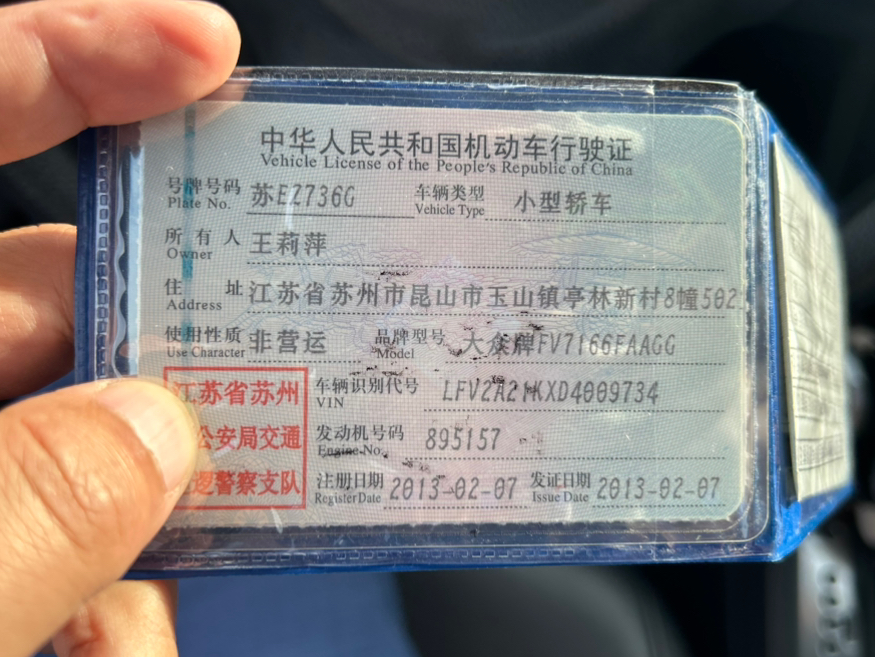 中华人民共和国机动车行驶证
Vehicle License of the People's Republic of China
号牌号码 苏EZ736G 车辆类型 小型轿车
Plate No. Vehicle Type
所有人 王莉萍
Owner
住址 江苏省苏州市昆山市玉山镇亭林新村8幢502
Address
使用性质 非营运 品牌型号 大众牌FV7166FAAGG
Use Character Model
江苏省苏州 车辆识别代号 LFV2A21KXD4009734
VIN
公安局交通 发动机号码 895157
Engine No.
巡警察支队 注册日期 2013-02-07 发证日期 2013-02-07
Register Date Issue Date